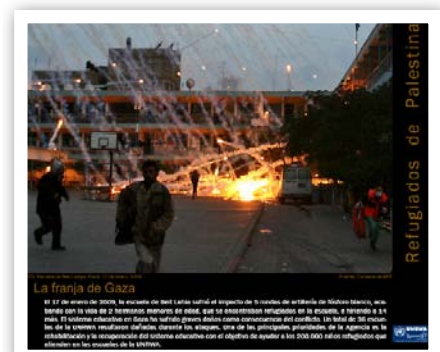 Refugiados de Palestina
La franja de Gaza
El 17 de enero de 2009, la escuela de Beit Lahia sufrió el impacto de 5 rondas de artillería de fósforo blanco, aca-
bando con la vida de 2 hermanos menores de edad, que se encontraban refugiados en la escuela, e hiriendo a 14
más. El sistema educativo en Gaza ha sufrido graves daños como consecuencia del conflicto. Un total de 36 escue-
las de la UNRWA resultaron dañadas durante los ataques. Una de las principales prioridades de la Agencia es la
rehabilitación y la recuperación del sistema educativo con el objetivo de ayudar a los 200.000 niños refugiados que
atienden en las escuelas de la UNRWA.
unrwa